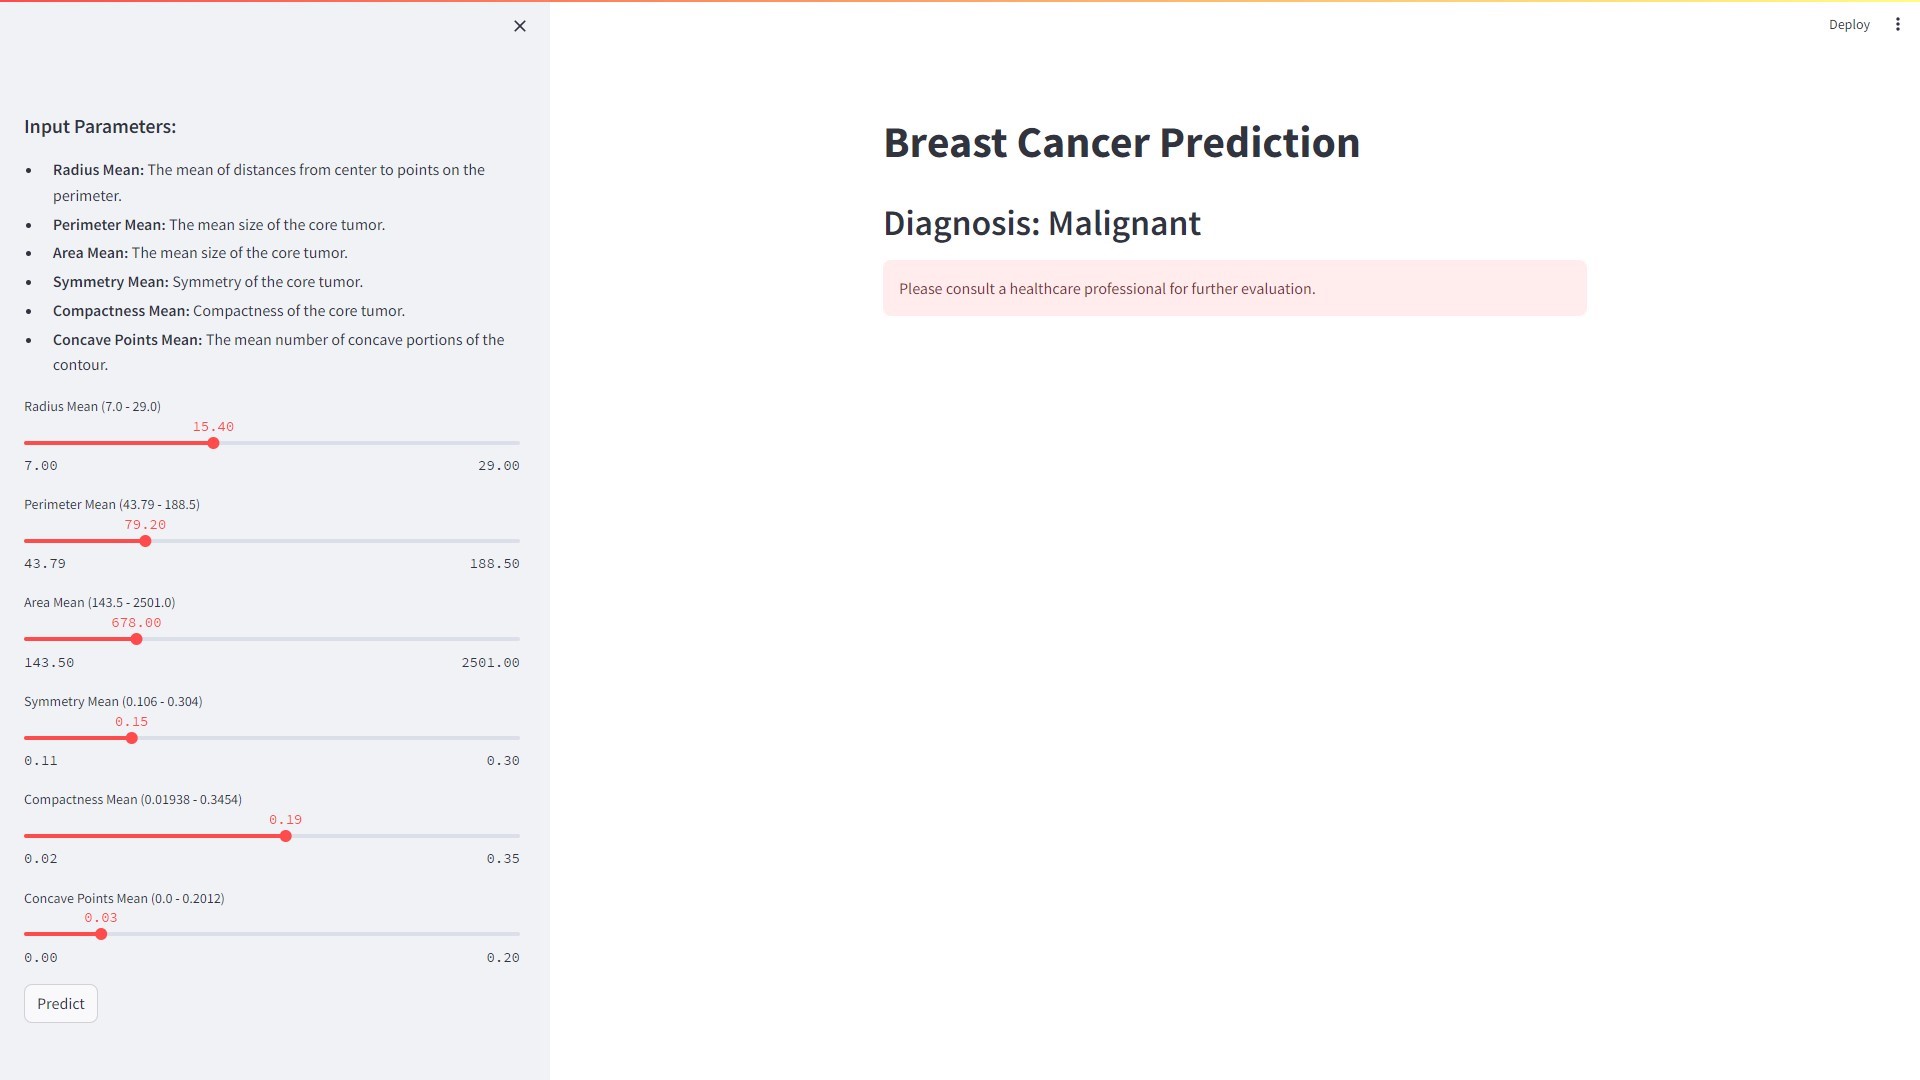 Deploy
Input Parameters:
Radius Mean: The mean of distances from center to points on the
perimeter.
Perimeter Mean: The mean size of the core tumor.
Area Mean: The mean size of the core tumor.
Symmetry Mean: Symmetry of the core tumor.
Compactness Mean: Compactness of the core tumor.
Concave Points Mean: The mean number of concave portions of the
contour.
Radius Mean (7.0 - 29.0)
15.40
7.00 29.00
Perimeter Mean (43.79 - 188.5)
79.20
43.79 188.50
Area Mean (143.5 - 2501.0)
678.00
143.50 2501.00
Symmetry Mean (0.106 - 0.304)
0.15
0.11 0.30
Compactness Mean (0.01938 - 0.3454)
0.19
0.02 0.35
Concave Points Mean (0.0 - 0.2012)
0.03
0.00 0.20
Predict
Breast Cancer Prediction
Diagnosis: Malignant
Please consult a healthcare professional for further evaluation.